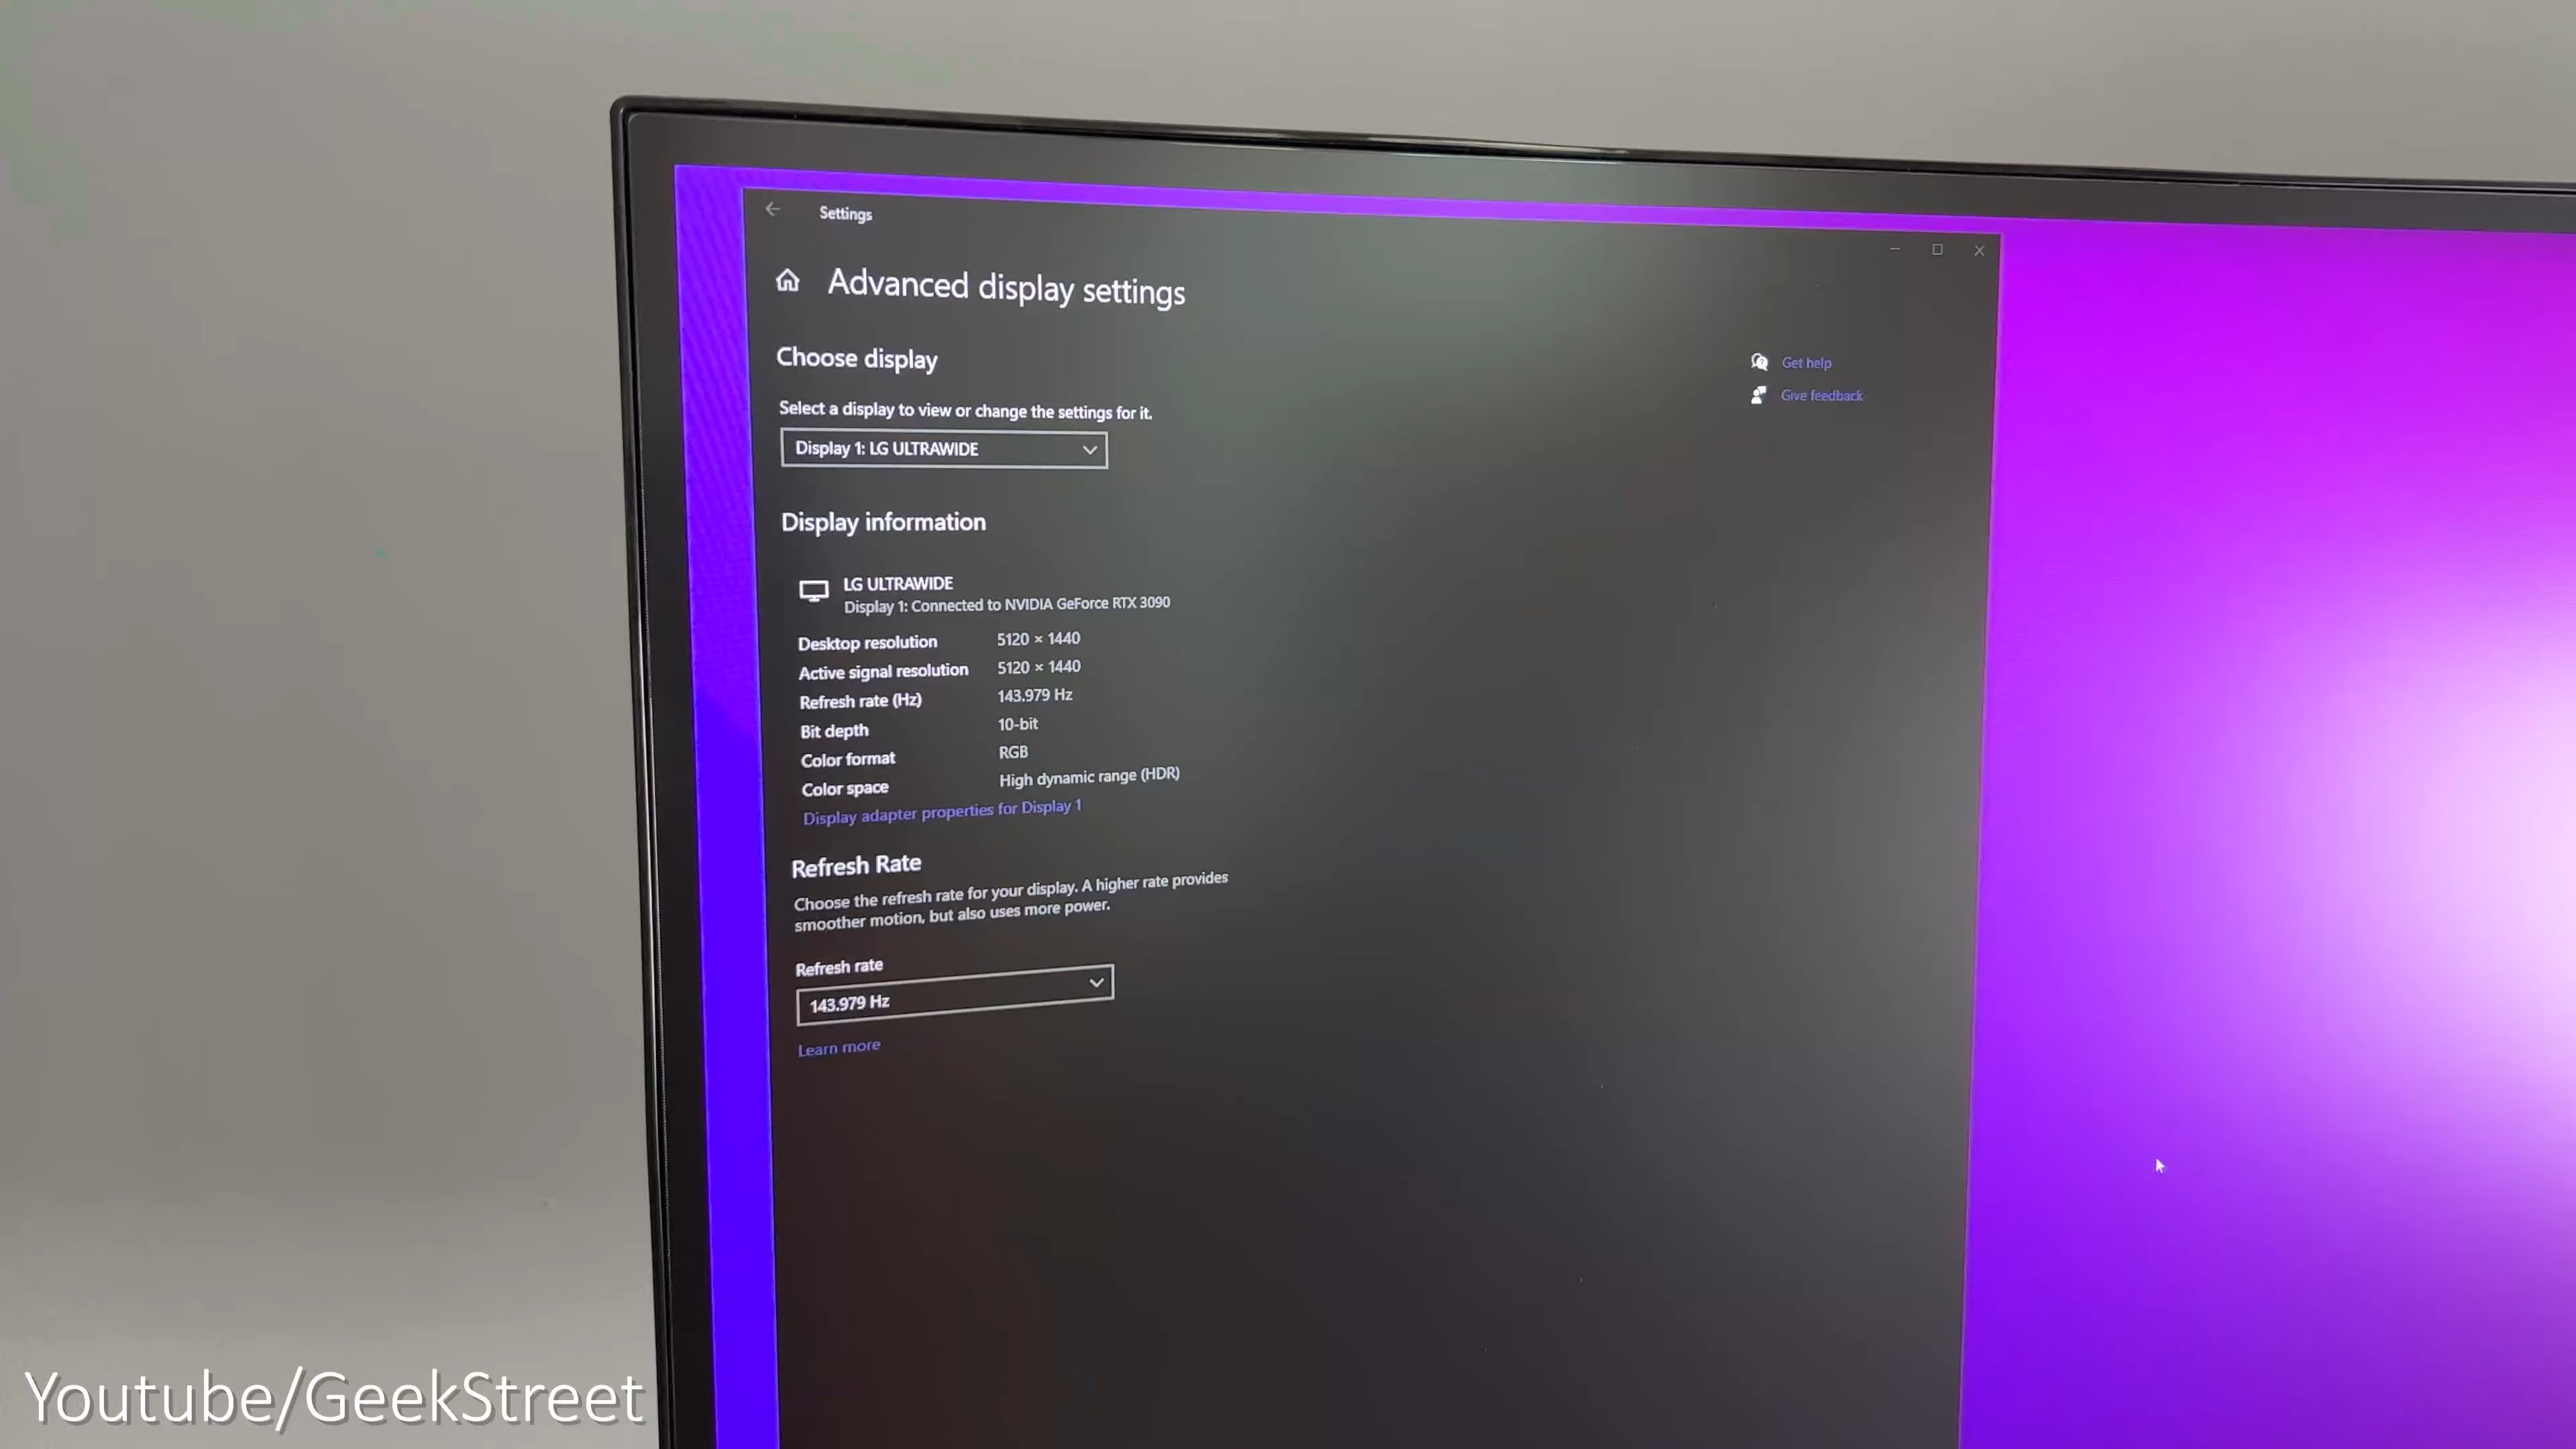 Settings
Advanced display settings
Choose display
Get help
Give feedback
Select a display to view or change the settings for it.
Display 1: LG ULTRAWIDE
Display information
LG ULTRAWIDE
Display 1: Connected to NVIDIA GeForce RTX 3090
Desktop resolution 5120 × 1440
Active signal resolution 5120 × 1440
Refresh rate (Hz) 143.979 Hz
Bit depth 10-bit
Color format RGB
Color space High dynamic range (HDR)
Display adapter properties for Display 1
Refresh Rate
Choose the refresh rate for your display. A higher rate provides
smoother motion, but also uses more power.
Refresh rate
143.979 Hz
Learn more
Youtube/GeekStreet